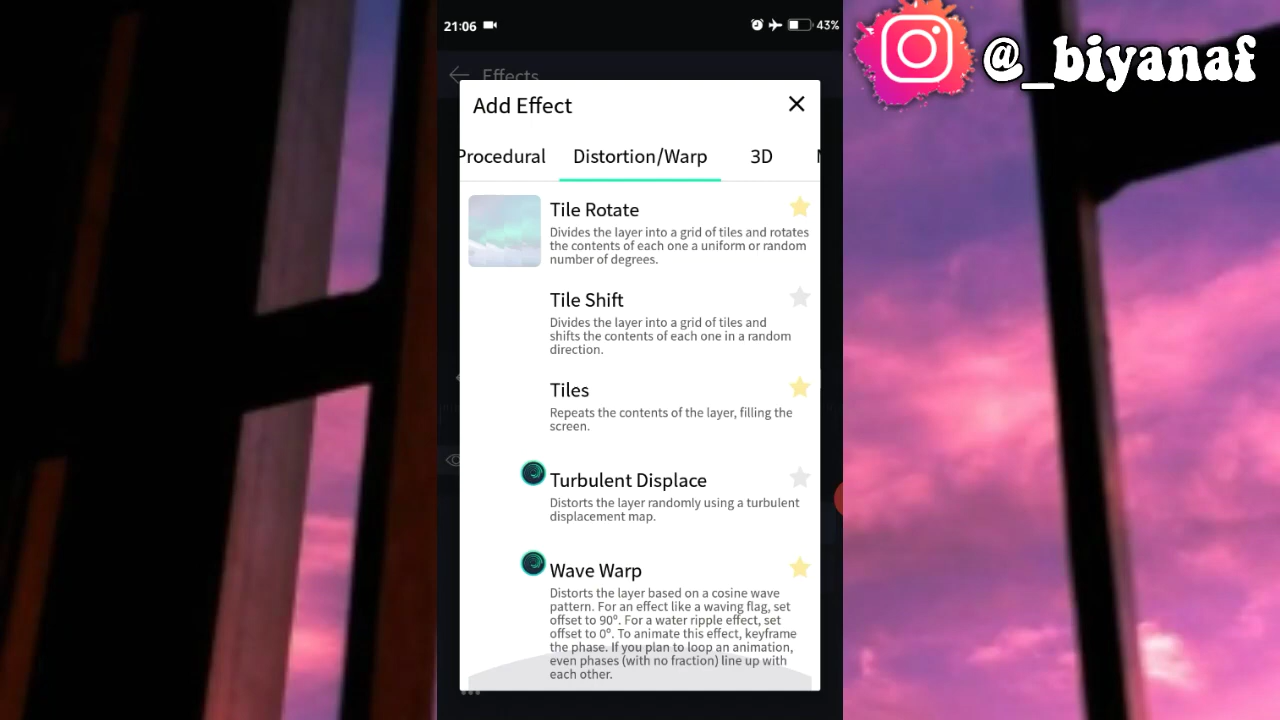 21:06
43%
@_biyanaf
Effects
Add Effect
Procedural Distortion/Warp 3D
Tile Rotate
Divides the layer into a grid of tiles and rotates
the contents of each one a uniform or random
number of degrees.
Tile Shift
Divides the layer into a grid of tiles and
shifts the contents of each one in a random
direction.
Tiles
Repeats the contents of the layer, filling the
screen.
Turbulent Displace
Distorts the layer randomly using a turbulent
displacement map.
Wave Warp
Distorts the layer based on a cosine wave
pattern. For an effect like a waving flag, set
offset to 90°. For a water ripple effect, set
offset to 0°. To animate this effect, keyframe
the phase. If you plan to loop an animation,
even phases (with no fraction) line up with
each other.